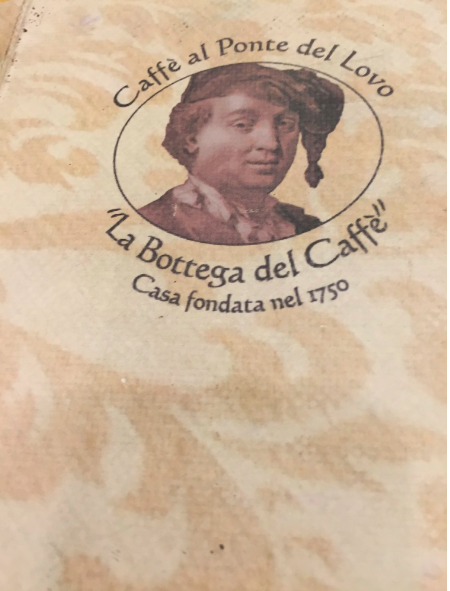 Caffè al Ponte del Lovo
"La Bottega del Caffè"
Casa fondata nel 1750